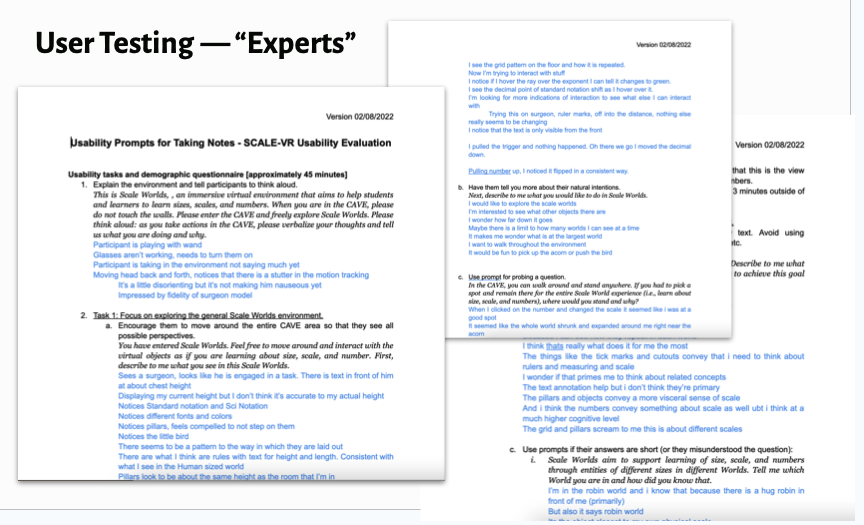 User Testing — “Experts”
Version 02/08/2022
Usability Prompts for Taking Notes - SCALE-VR Usability Evaluation
Usability tasks and demographic questionnaire [approximately 45 minutes]
1. Explain the environment and tell participants to think aloud.
This is Scale Worlds, , an immersive virtual environment that aims to help students
and learners to learn sizes, scales, and numbers. When you are in the CAVE, please
do not touch the walls. Please enter the CAVE and freely explore Scale Worlds. Please
think aloud: as you take actions in the CAVE, please verbalize your thoughts and tell
us what you are doing and why.
Participant is playing with wand
Glasses aren't working, needs to turn them on
Participant is taking in the environment not saying much yet
Moving head back and forth, notices that there is a stutter in the motion tracking
It's a little disorienting but it's not making him nauseous yet
Impressed by fidelity of surgeon model
2. Task 1: Focus on exploring the general Scale Worlds environment.
a. Encourage them to move around the entire CAVE area so that they see all
possible perspectives.
You have entered Scale Worlds. Feel free to move around and interact with the
virtual objects as if you are learning about size, scale, and number. First,
describe to me what you see in this Scale Worlds.
Sees a surgeon, looks like he is engaged in a task. There is text in front of him
at about chest height
Displaying my current height but I don't think it's accurate to my actual height
Notices Standard notation and Sci Notation
Notices different fonts and colors
Notices pillars, feels compelled to not step on them
Notices the little bird
There seems to be a pattern to the way in which they are laid out
There are what I think are rules with text for height and length. Consistent with
what I see in the Human sized world
Pillars look to be about the same height as the room that I'm in
Version 02/08/2022
I see the grid pattern on the floor and how it is repeated.
Now I'm trying to interact with stuff
I notice if I hover the ray over the exponent I can tell it changes to green.
I see the decimal point of standard notation shift as I hover over it.
I'm looking for more indications of interaction to see what else I can interact
with
Trying this on surgeon, ruler marks, off into the distance, nothing else
really seems to be changing
I notice that the text is only visible from the front
I pulled the trigger and nothing happened. Oh there we go I moved the decimal
down.
Pulling number up, I noticed it flipped in a consistent way.
b. Have them tell you more about their natural intentions.
Next, describe to me what you would like to do in Scale Worlds.
I would like to explore the scale worlds
I'm interested to see what other objects there are
I wonder how far down it goes
Maybe there is a limit to how many worlds I can see at a time
It makes me wonder what is at the largest world
I want to walk throughout the environment
It would be fun to pick up the acorn or push the bird
c. Use prompt for probing a question.
In the CAVE, you can walk around and stand anywhere. If you had to pick a
spot and remain there for the entire Scale World experience (i.e., learn about
size, scale, and numbers), where would you stand and why?
When I clicked on the number and changed the scale it seemed like i was at a
good spot
It seemed like the whole world shrunk and expanded around me right near the
acorn
Version 02/08/2022
that this is the view
mbers.
3 minutes outside of
text. Avoid using
etc.
Describe to me what
to achieve this goal
I think thats really what does it for me the most
The things like the tick marks and cutouts convey that i need to think about
rulers and measuring and scale
I wonder if that primes me to think about related concepts
The text annotation help but i don't think they're primary
The pillars and objects convey a more visceral sense of scale
And i think the numbers convey something about scale as well ubt i think at a
much higher cognitive level
The grid and pillars scream to me this is about different scales
c. Use prompts if their answers are short (or they misunderstood the question):
i. Scale Worlds aim to support learning of size, scale, and numbers
through entities of different sizes in different Worlds. Tell me which
World you are in and how did you know that.
I'm in the robin world and i know that because there is a hug robin in
front of me (primarily)
But also it says robin world